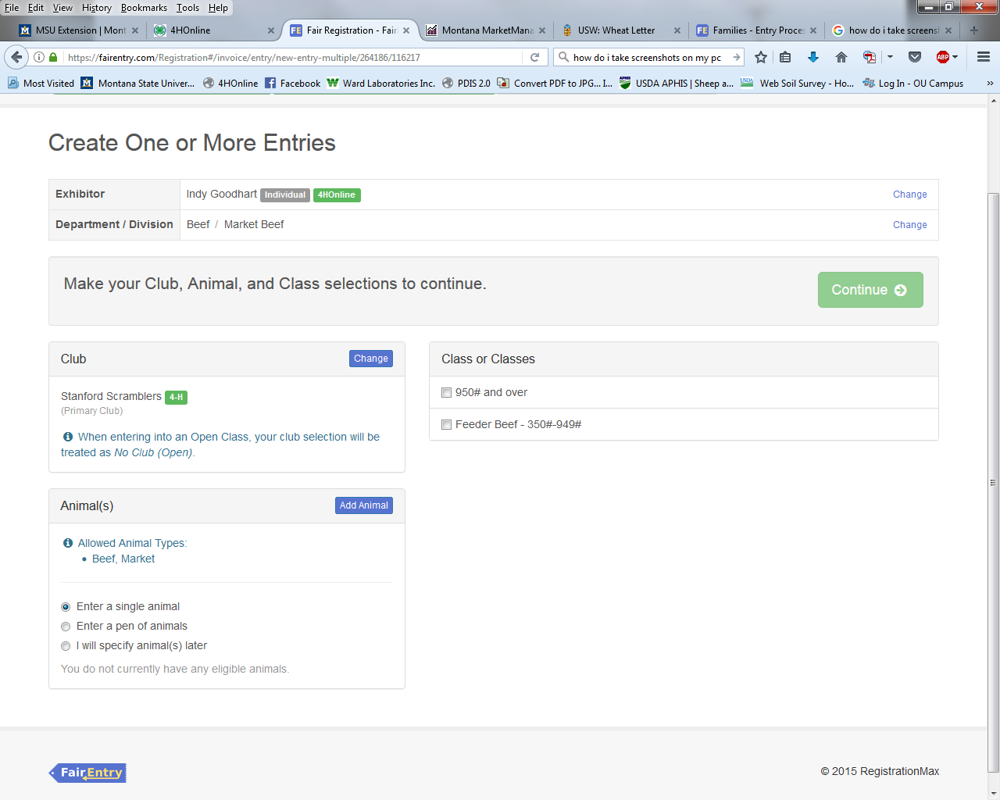 File Edit View History Bookmarks Tools Help
MSU Extension | Mont
4HOnline
Fair Registration - Fair
Montana MarketMana
USW: Wheat Letter
Families - Entry Proces
how do i take screensh
https://fairentry.com/Registration#/invoice/entry/new-entry-multiple/264186/116217
how do i take screenshots on my pc
ABP
Most Visited
Montana State Univer...
4HOnline
Facebook
Ward Laboratories Inc.
PDIS 2.0
Convert PDF to JPG... I...
USDA APHIS | Sheep a...
Web Soil Survey - Ho...
Log In - OU Campus
Create One or More Entries
Exhibitor Indy Goodhart Individual 4HOnline Change
Department / Division Beef / Market Beef Change
Make your Club, Animal, and Class selections to continue.
Continue
Club Change
Stanford Scramblers 4-H
(Primary Club)
When entering into an Open Class, your club selection will be
treated as No Club (Open).
Class or Classes
950# and over
Feeder Beef - 350#-949#
Animal(s) Add Animal
Allowed Animal Types:
• Beef, Market
Enter a single animal
Enter a pen of animals
I will specify animal(s) later
You do not currently have any eligible animals.
FairEntry
© 2015 RegistrationMax